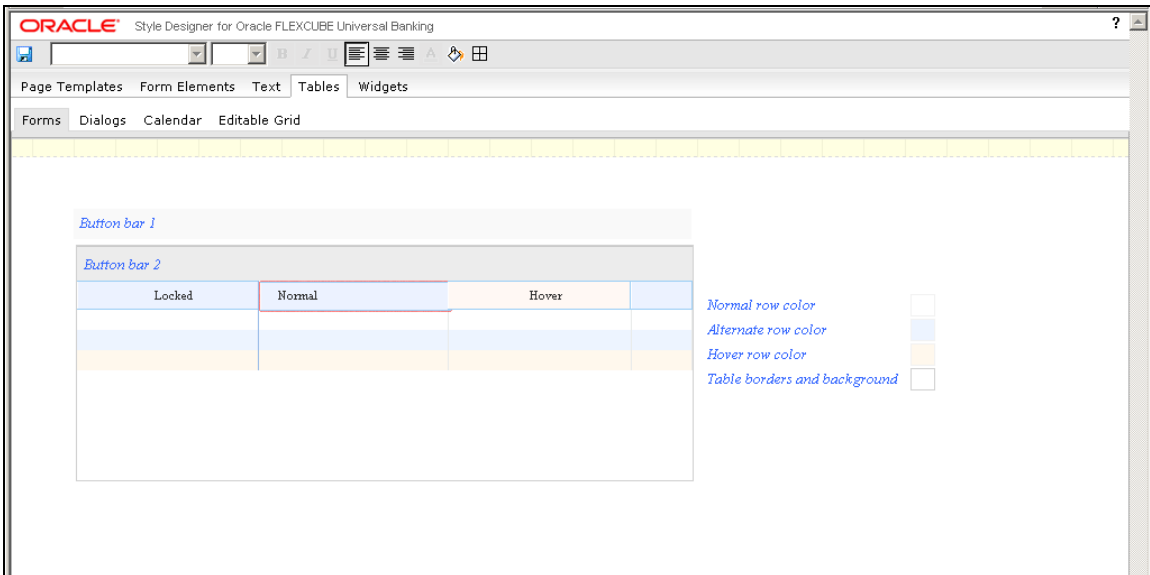 ORACLE® Style Designer for Oracle FLEXCUBE Universal Banking ?
B I U A
Page Templates Form Elements Text Tables Widgets
Forms Dialogs Calendar Editable Grid
Button bar 1
Button bar 2
Locked Normal Hover
Normal row color
Alternate row color
Hover row color
Table borders and background